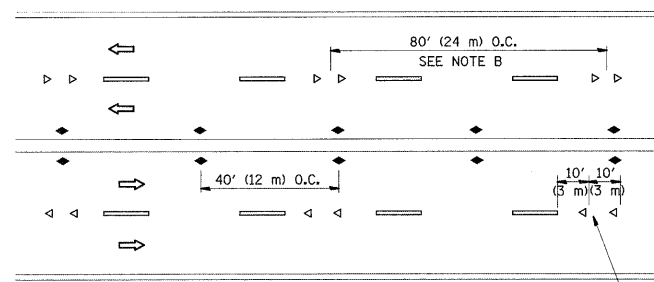 80' (24 m) O.C.
SEE NOTE B
40' (12 m) O.C.
10' 10'
(3 m) (3 m)